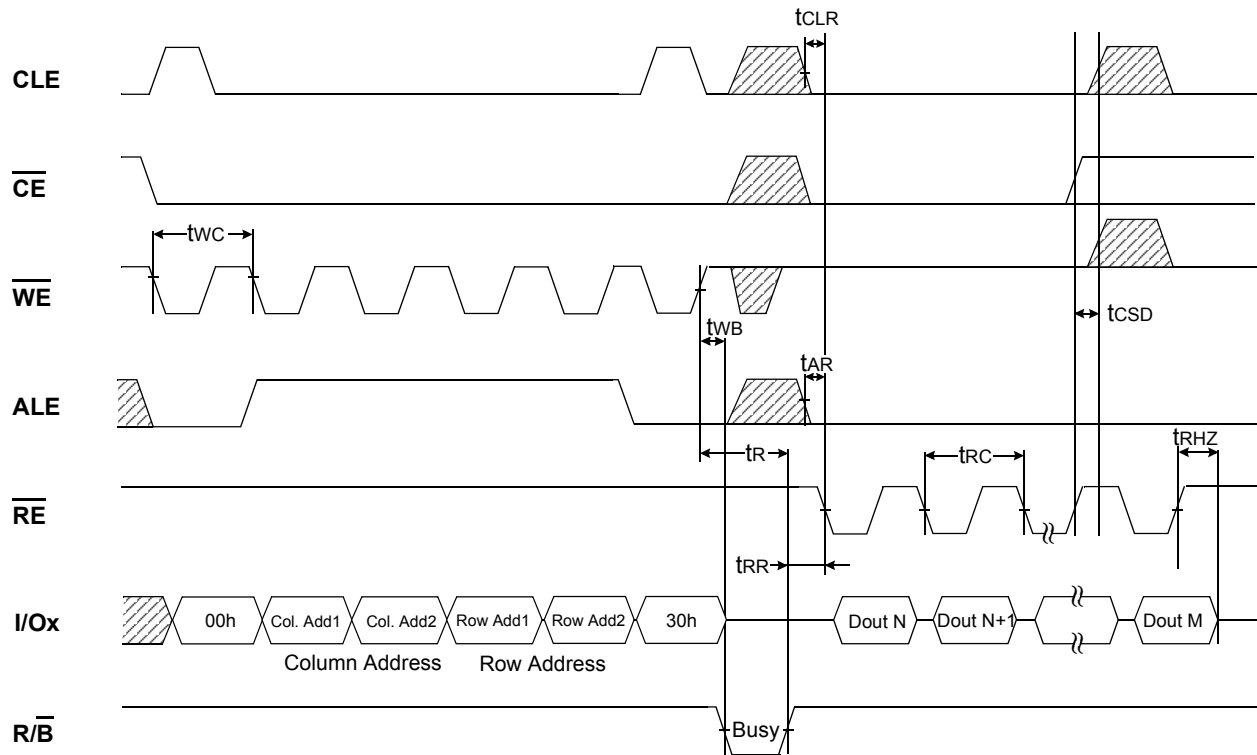 tCLR
CLE
CE
tWC
WE
tWB
tCSD
tAR
ALE
tR
tRC
tRHZ
RE
tRR
I/Ox
00h
Col. Add1
Col. Add2
Row Add1
Row Add2
30h
Dout N
Dout N+1
Dout M
Column Address
Row Address
R/B
Busy